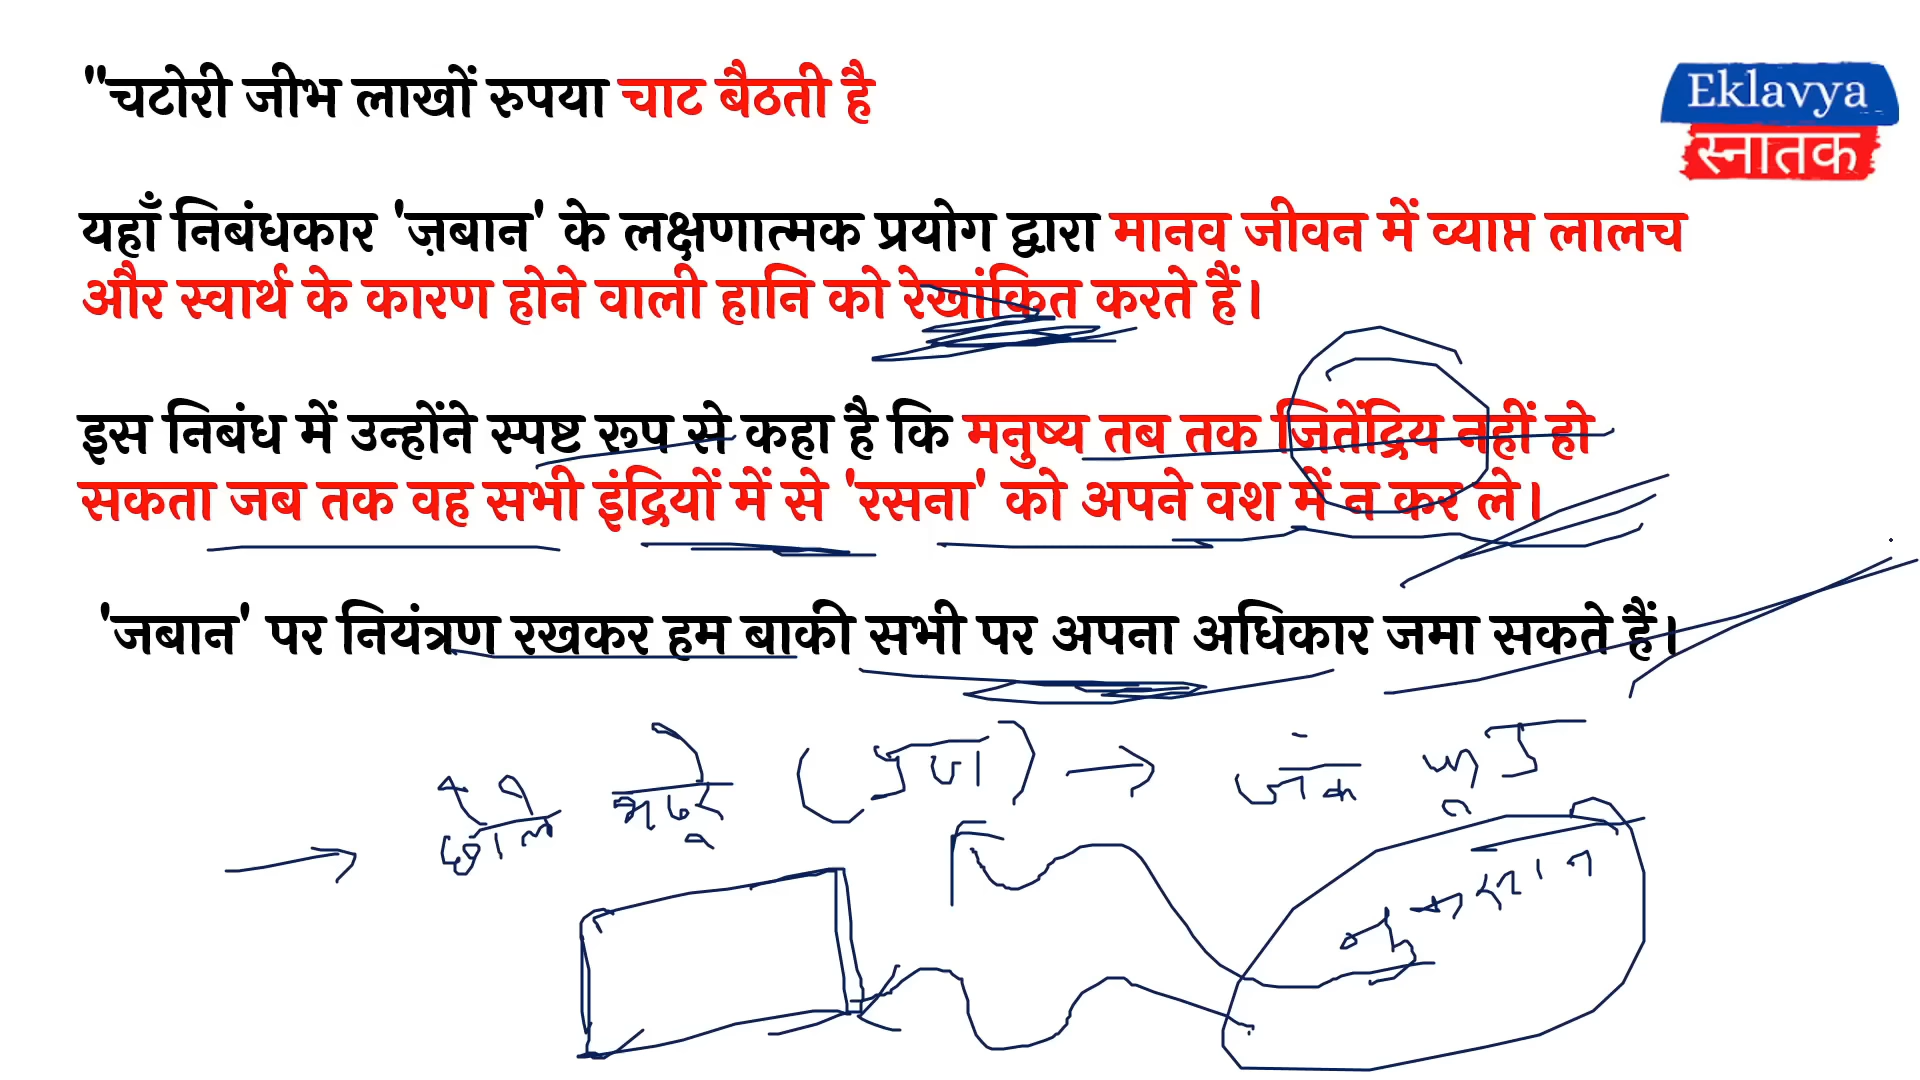 "चटोरी जीभ लाखों रुपया चाट बैठती है
Eklavya
स्नातक
यहाँ निबंधकार 'ज़बान' के लक्षणात्मक प्रयोग द्वारा मानव जीवन में व्याप्त लालच
और स्वार्थ के कारण होने वाली हानि को रेखांकित करते हैं।
इस निबंध में उन्होंने स्पष्ट रूप से कहा है कि मनुष्य तब तक जितेंद्रिय नहीं हो
सकता जब तक वह सभी इंद्रियों में से 'रसना' को अपने वश में न कर ले।
'जबान' पर नियंत्रण रखकर हम बाकी सभी पर अपना अधिकार जमा सकते हैं।
छोले भटूरे → जंक फूड